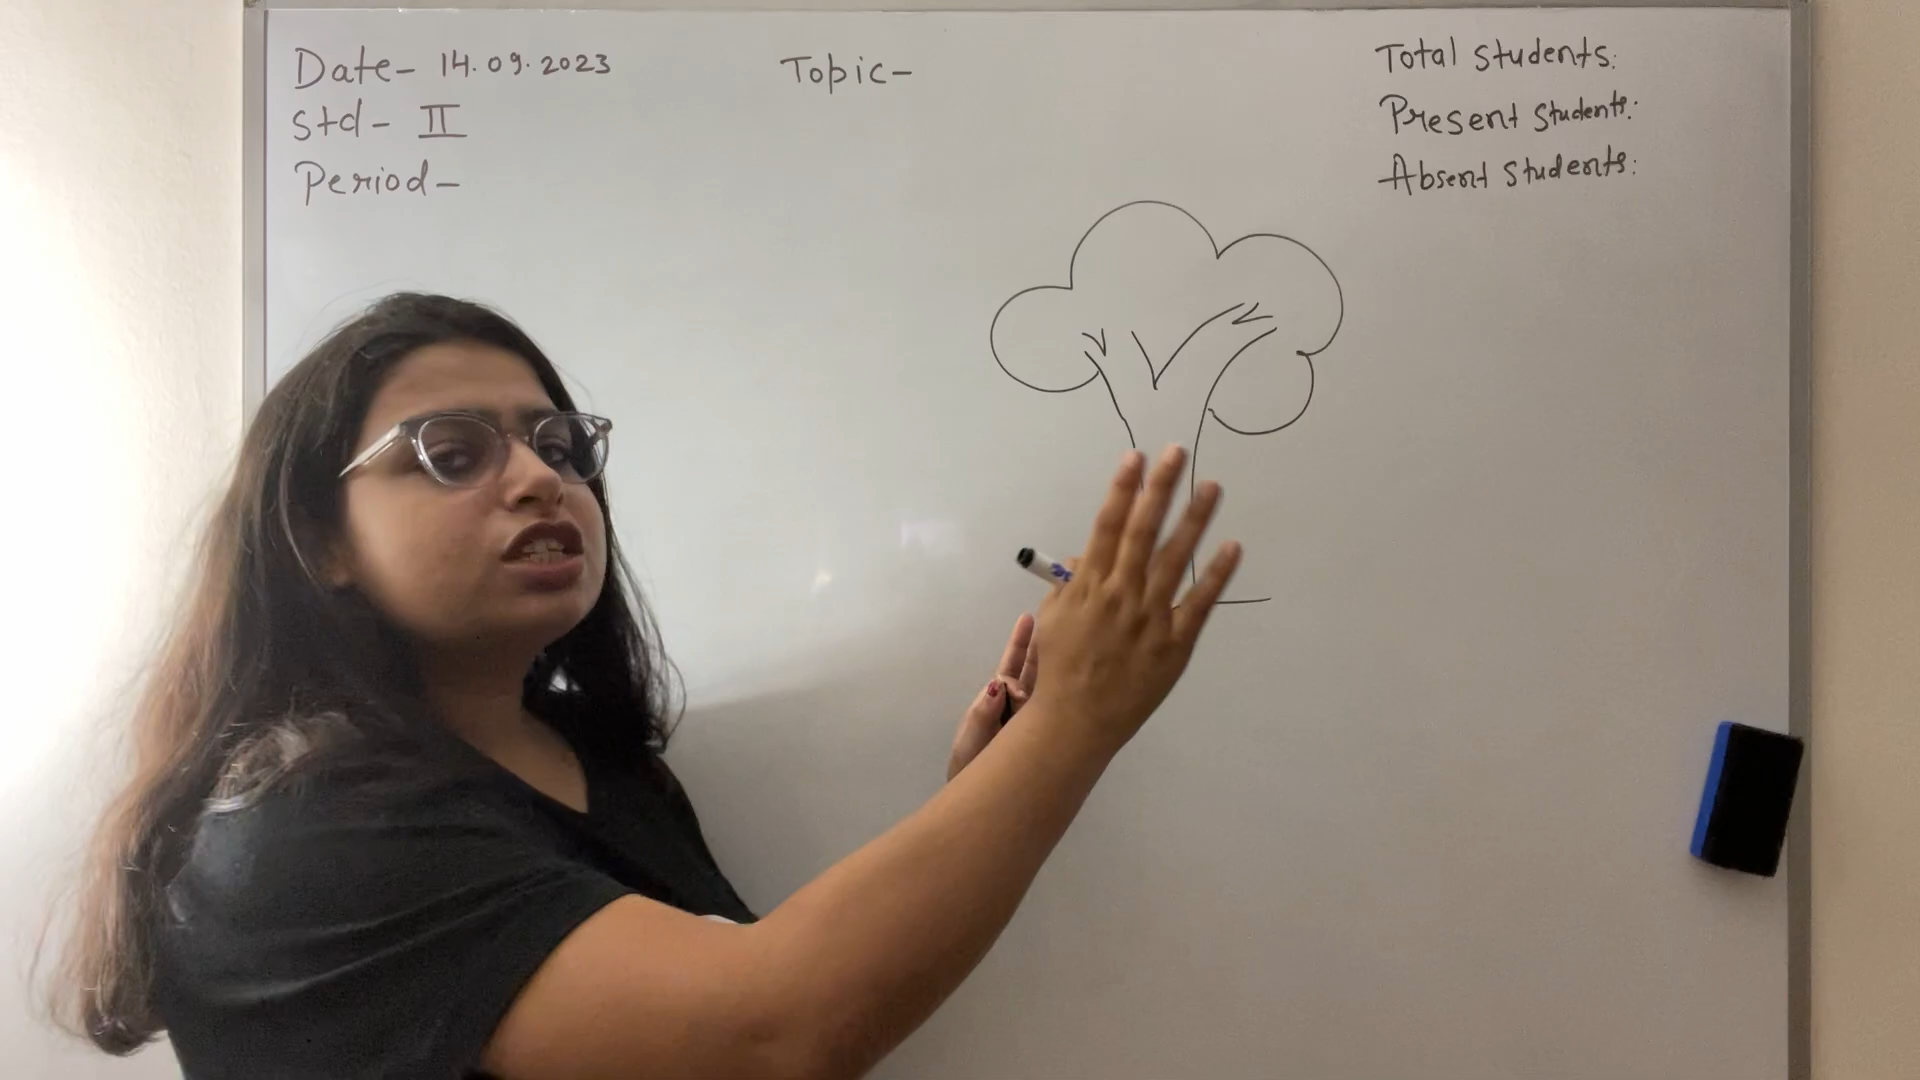 Date- 14.09.2023
Std- II
Period-
Topic-
Total Students:
Present Students:
Absent Students: